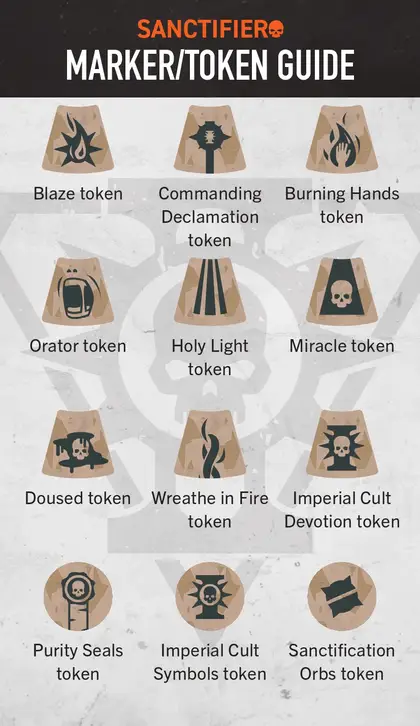 SANCTIFIER
MARKER/TOKEN GUIDE
Blaze token
Commanding
Declamation
token
Burning Hands
token
Orator token
Holy Light
token
Miracle token
Doused token
Wreathe in Fire
token
Imperial Cult
Devotion token
Purity Seals
token
Imperial Cult
Symbols token
Sanctification
Orbs token